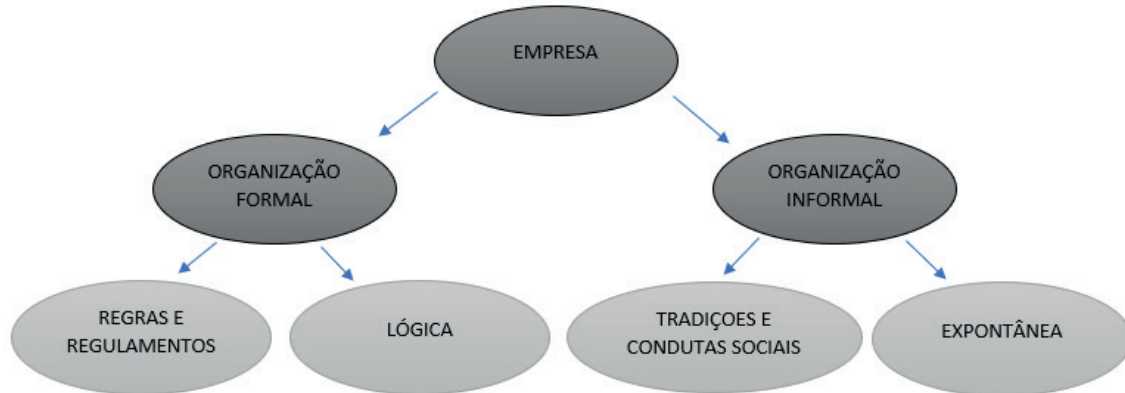 EMPRESA
ORGANIZAÇÃO
FORMAL
ORGANIZAÇÃO
INFORMAL
REGRAS E
REGULAMENTOS
LÓGICA
TRADIÇOES E
CONDUTAS SOCIAIS
EXPONTÂNEA